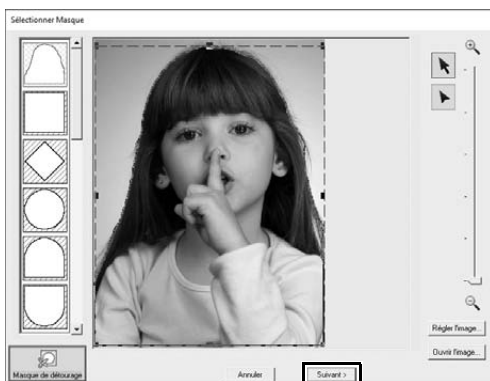 Sélectionner Masque
Régler l'image...
Ouvrir l'image...
Masque de détourage
Annuler
Suivant >